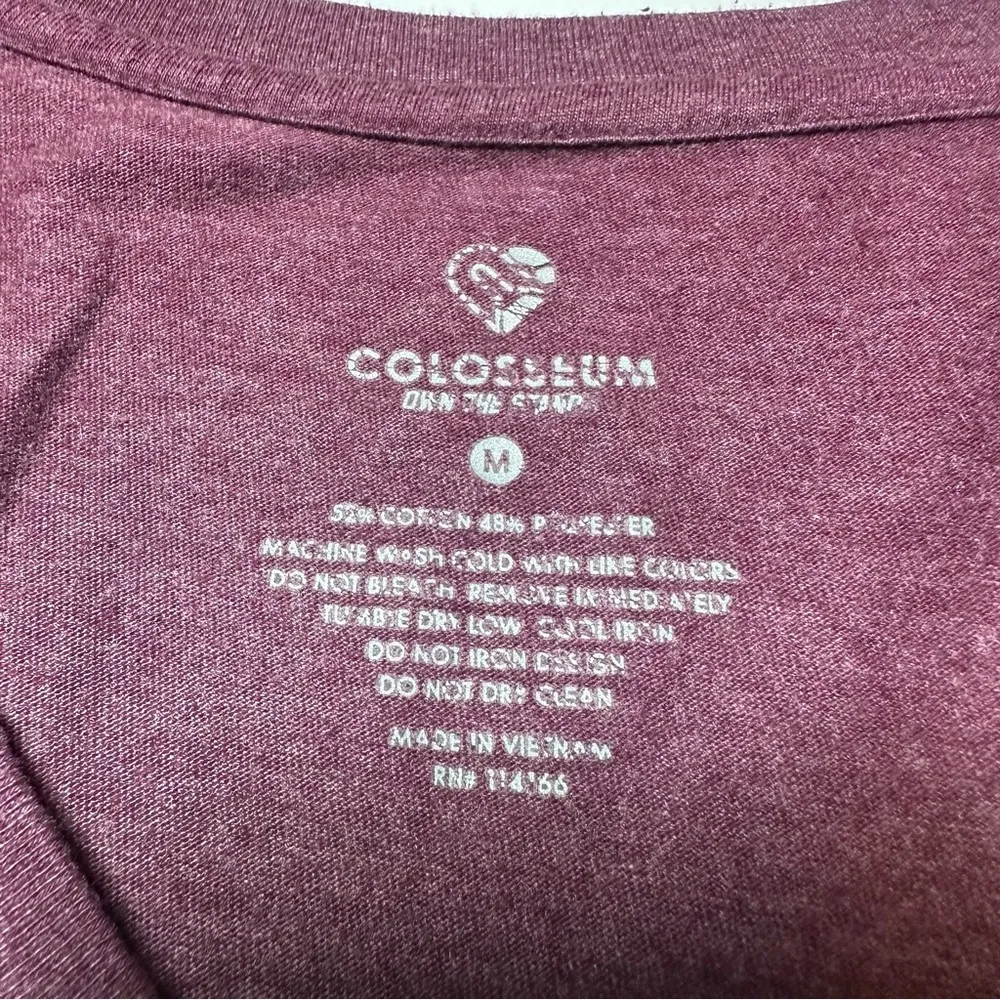 COLOSSEUM
OWN THE STANDS
M
52% COTTON 48% POLYESTER
MACHINE WASH COLD WITH LIKE COLORS
DO NOT BLEACH REMOVE IMMEDIATELY
TUMBLE DRY LOW COOL IRON
DO NOT IRON DESIGN
DO NOT DRY CLEAN
MADE IN VIETNAM
RN# 114166